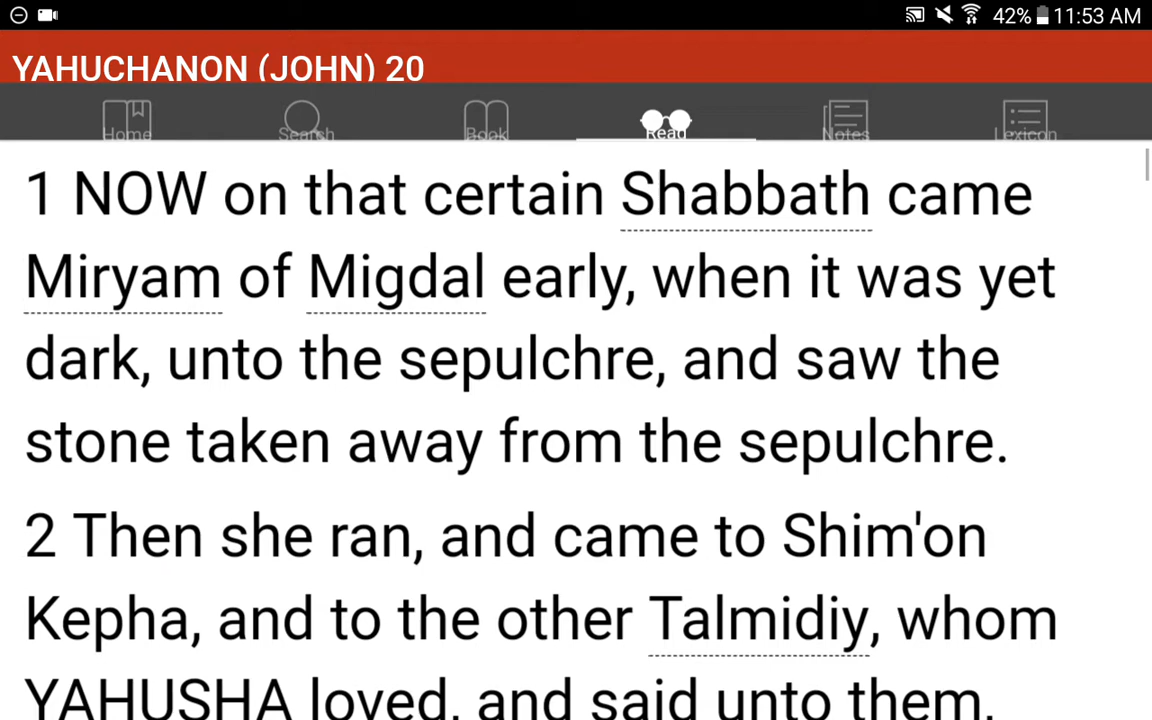 42% 11:53 AM
YAHUCHANON (JOHN) 20
Home Search Book Read Notes Lexicon
1 NOW on that certain Shabbath came
Miryam of Migdal early, when it was yet
dark, unto the sepulchre, and saw the
stone taken away from the sepulchre.
2 Then she ran, and came to Shim'on
Kepha, and to the other Talmidiy, whom
YAHUSHA loved, and said unto them,